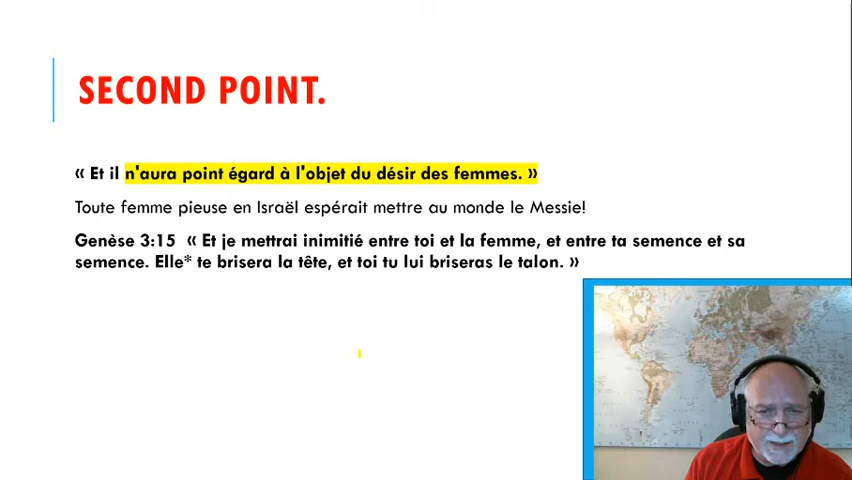 SECOND POINT.
« Et il n'aura point égard à l'objet du désir des femmes. »
Toute femme pieuse en Israël espérait mettre au monde le Messie!
Genèse 3:15 « Et je mettrai inimitié entre toi et la femme, et entre ta semence et sa
semence. Elle* te brisera la tête, et toi tu lui briseras le talon. »